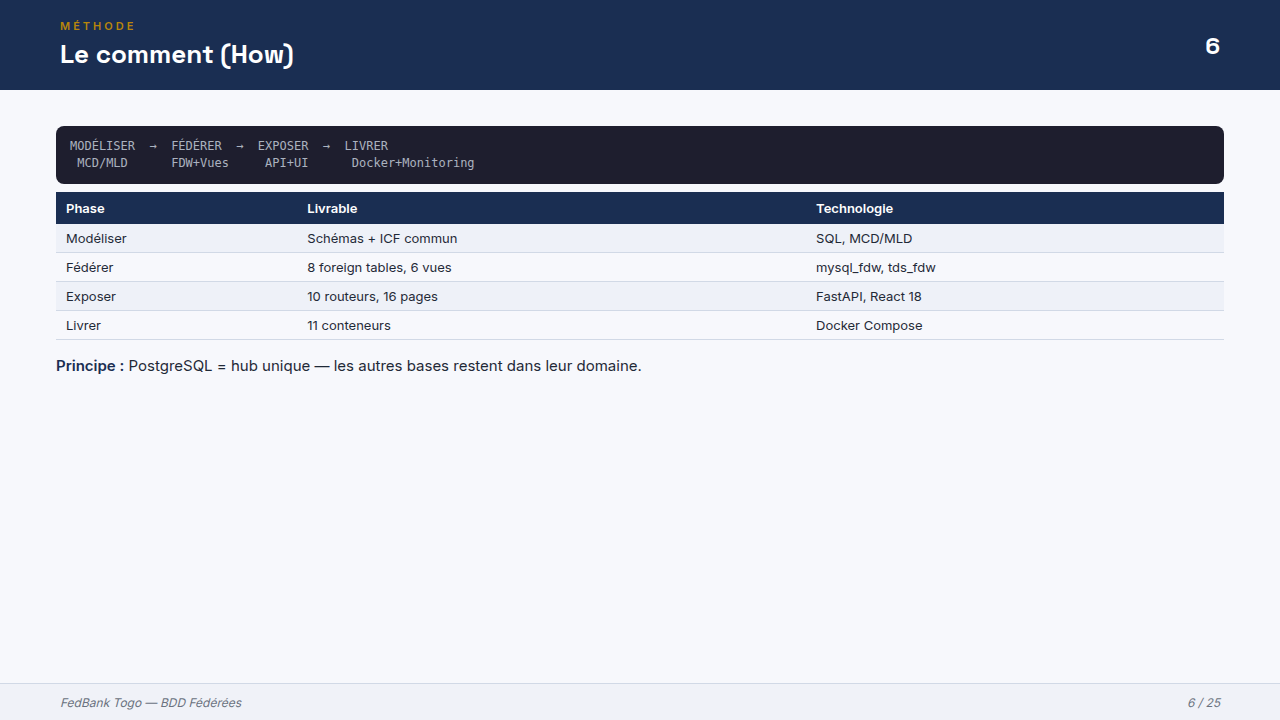 MÉTHODE
Le comment (How)
6
MODÉLISER → FÉDÉRER → EXPOSER → LIVRER
MCD/MLD FDW+Vues API+UI Docker+Monitoring
Phase Livrable Technologie
Modéliser Schémas + ICF commun SQL, MCD/MLD
Fédérer 8 foreign tables, 6 vues mysql_fdw, tds_fdw
Exposer 10 routeurs, 16 pages FastAPI, React 18
Livrer 11 conteneurs Docker Compose
Principe : PostgreSQL = hub unique — les autres bases restent dans leur domaine.
FedBank Togo — BDD Fédérées
6 / 25